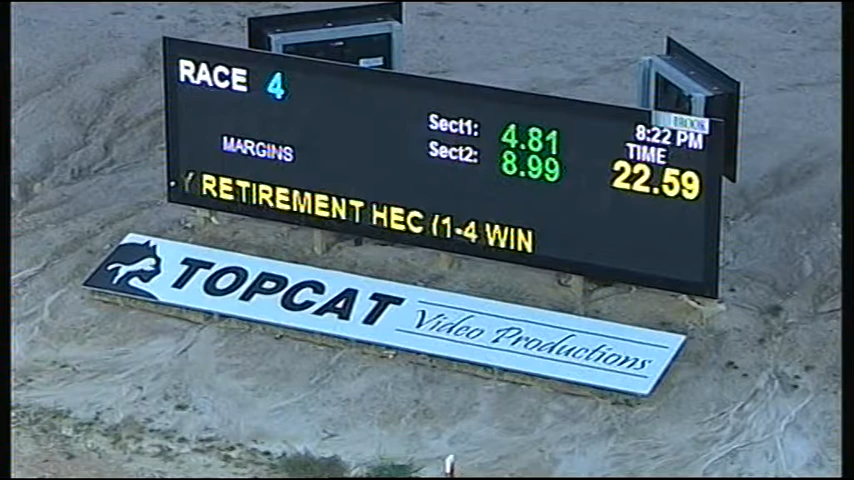 RACE 4
Sect1: 4.81
8:22 PM
MARGINS
Sect2: 8.99
TIME
22.59
Y RETIREMENT HEC (1-4 WIN
TOPCAT
Video Productions